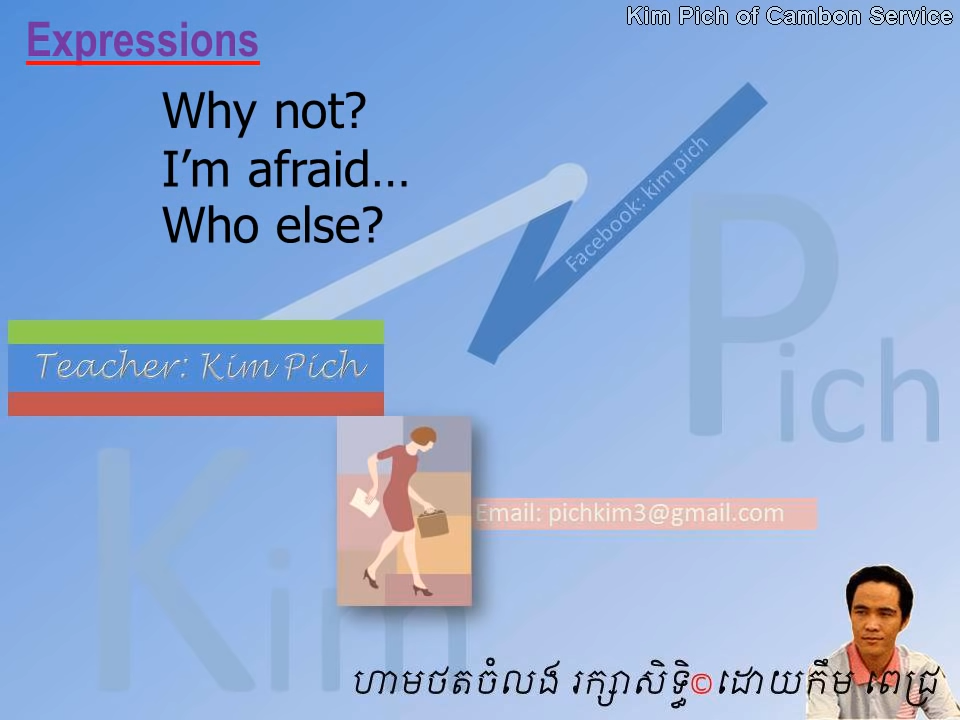 Kim Pich of Cambon Service
Expressions
Why not?
I’m afraid…
Who else?
Facebook: kim pich
Pich
Teacher: Kim Pich
Kim
Email: pichkim3@gmail.com
ហាមថតចំលង រក្សាសិទ្ធិ©ដោយកឹម ពេជ្រ